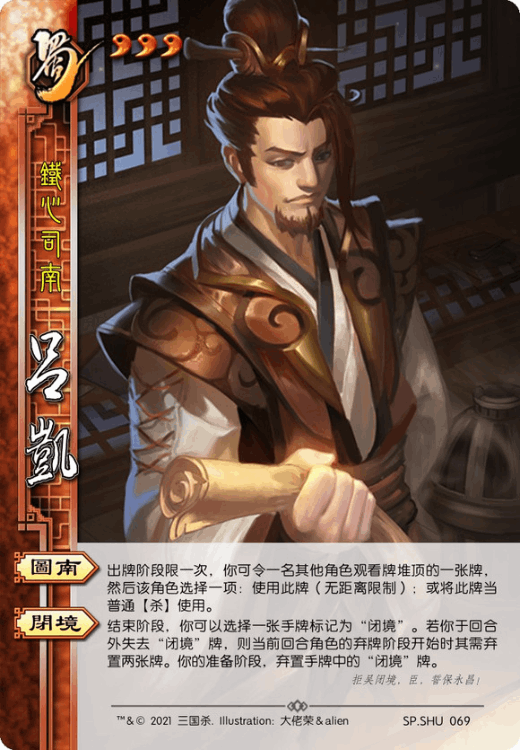 蜀
鐵心司南
呂凱
圖南
出牌阶段限一次，你可令一名其他角色观看牌堆顶的一张牌，
然后该角色选择一项：使用此牌（无距离限制）；或将此牌当
普通【杀】使用。
閉境
结束阶段，你可以选择一张手牌标记为“闭境”。若你于回合
外失去“闭境”牌，则当前回合角色的弃牌阶段开始时其需弃
置两张牌。你的准备阶段，弃置手牌中的“闭境”牌。
拒吴闭境，臣，誓保永昌！
™&© 2021 三国杀. Illustration: 大佬荣&alien
SP.SHU 069